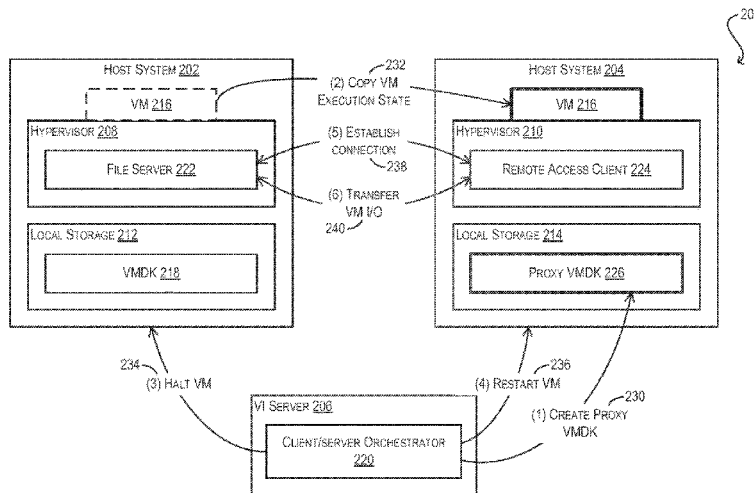 20
HOST SYSTEM 202
VM 216
HYPERVISOR 208
FILE SERVER 222
LOCAL STORAGE 212
VMDK 218
232
(2) COPY VM
EXECUTION STATE
(5) ESTABLISH
CONNECTION
238
(6) TRANSFER
VM I/O
240
HOST SYSTEM 204
VM 216
HYPERVISOR 210
REMOTE ACCESS CLIENT 224
LOCAL STORAGE 214
PROXY VMDK 226
234
(3) HALT VM
236
(4) RESTART VM
230
(1) CREATE PROXY
VMDK
VI SERVER 206
CLIENT/SERVER ORCHESTRATOR
220